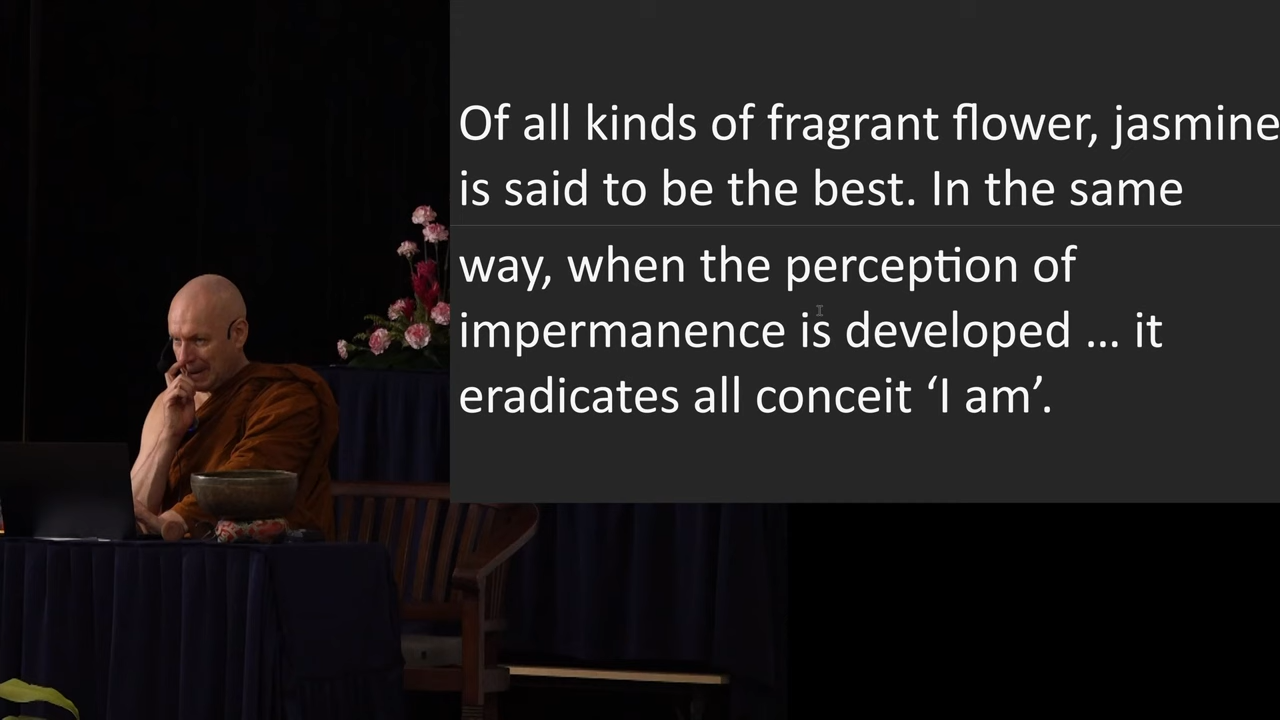 Of all kinds of fragrant flower, jasmine
is said to be the best. In the same
way, when the perception of
impermanence is developed … it
eradicates all conceit ‘I am’.